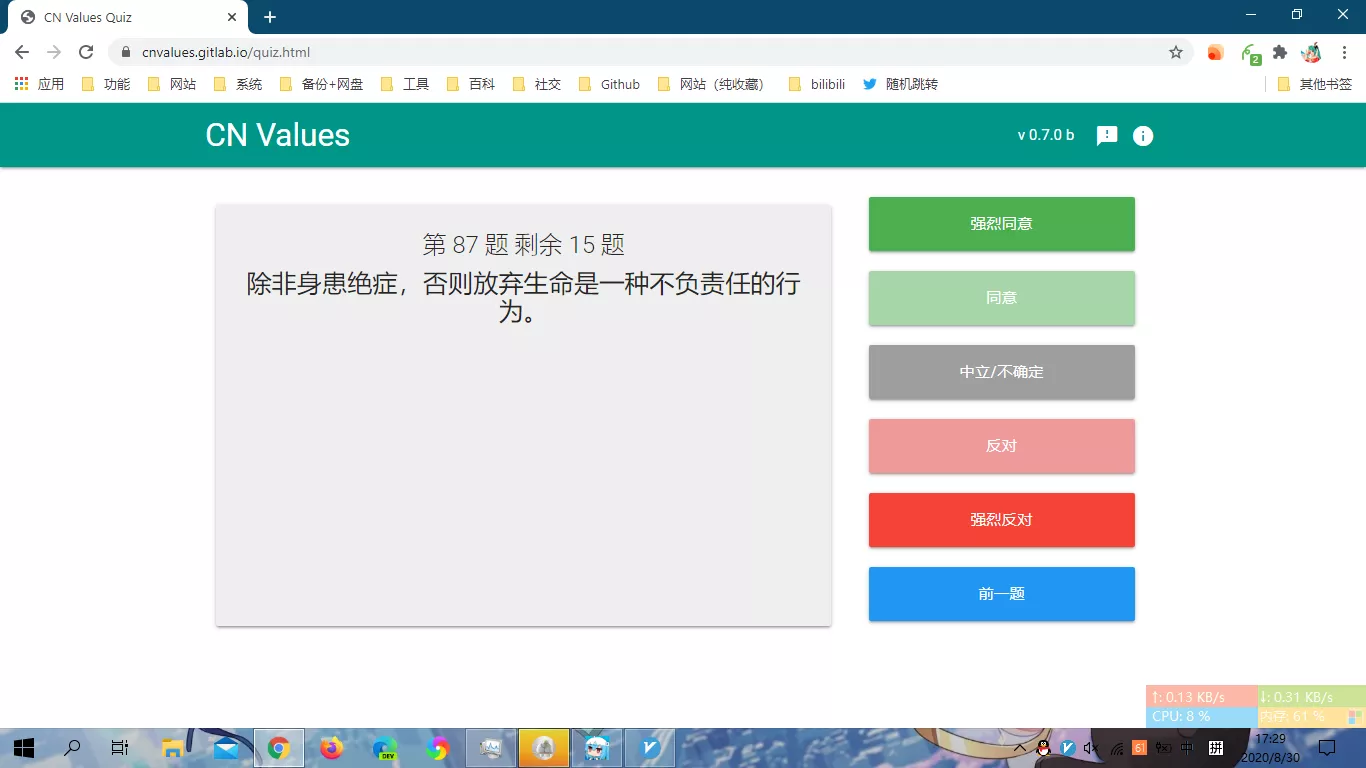 CN Values Quiz
cnvalues.gitlab.io/quiz.html
2
应用 功能 网站 系统 备份+网盘 工具 百科 社交 Github 网站（纯收藏） bilibili 随机跳转 其他书签
CN Values
v 0.7.0 b
第 87 题 剩余 15 题
除非身患绝症，否则放弃生命是一种不负责任的行
为。
强烈同意
同意
中立/不确定
反对
强烈反对
前一题
↑: 0.13 KB/s ↓: 0.31 KB/s
CPU: 8 % 内存: 61 %
DEV
中 拼
17:29
2020/8/30